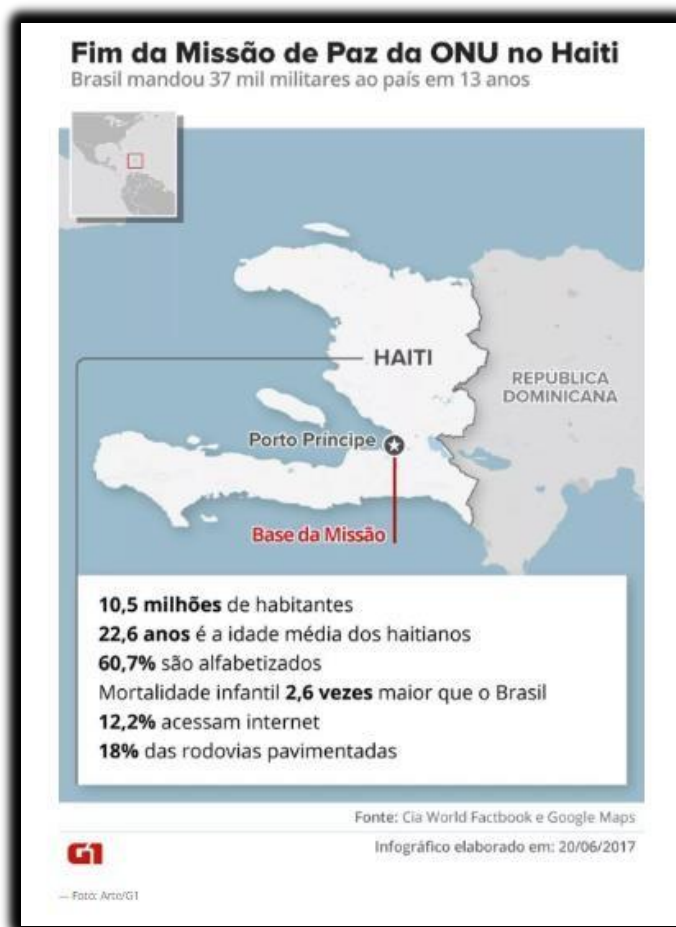 Fim da Missão de Paz da ONU no Haiti
Brasil mandou 37 mil militares ao país em 13 anos
HAITI
REPÚBLICA
DOMINICANA
Porto Príncipe
Base da Missão
10,5 milhões de habitantes
22,6 anos é a idade média dos haitianos
60,7% são alfabetizados
Mortalidade infantil 2,6 vezes maior que o Brasil
12,2% acessam internet
18% das rodovias pavimentadas
Fonte: Cia World Factbook e Google Maps
G1
Infográfico elaborado em: 20/06/2017
— Foto: Arte/G1